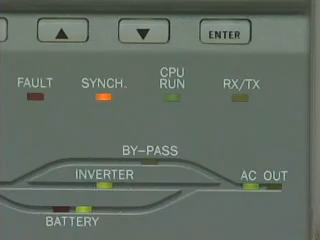 ENTER
FAULT SYNCH. CPU RUN RX/TX
BY-PASS
INVERTER AC OUT
BATTERY